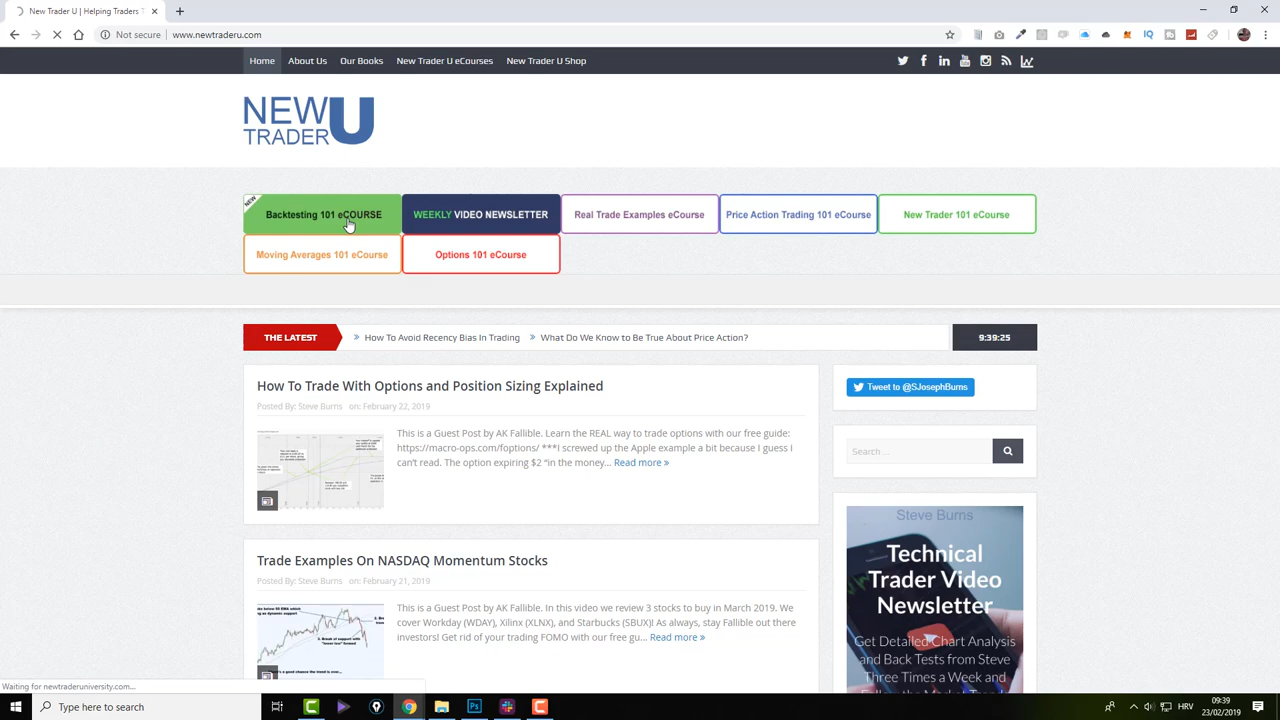 New Trader U | Helping Traders
Not secure | www.newtraderu.com
Home About Us Our Books New Trader U eCourses New Trader U Shop
NEW TRADER U
NEW
Backtesting 101 eCOURSE
WEEKLY VIDEO NEWSLETTER
Real Trade Examples eCourse
Price Action Trading 101 eCourse
New Trader 101 eCourse
Moving Averages 101 eCourse
Options 101 eCourse
THE LATEST
» How To Avoid Recency Bias In Trading » What Do We Know to Be True About Price Action?
9:39:25
How To Trade With Options and Position Sizing Explained
Posted By: Steve Burns on: February 22, 2019
This is a Guest Post by AK Fallible. Learn the REAL way to trade options with our free guide:
https://macro-ops.com/foptions/ ***I screwed up the Apple example a bit because I guess I
can't read. The option expiring $2 "in the money... Read more »
Trade Examples On NASDAQ Momentum Stocks
Posted By: Steve Burns on: February 21, 2019
This is a Guest Post by AK Fallible. In this video we review 3 stocks to buy in March 2019. We
cover Workday (WDAY), Xilinx (XLNX), and Starbucks (SBUX)! As always, stay Fallible out there
investors! Get rid of your trading FOMO with our free gu... Read more »
Tweet to @SJosephBurns
Search ...
Steve Burns
Technical
Trader Video
Newsletter
Get Detailed Chart Analysis
and Back Tests from Steve
Three Times a Week and
Waiting for newtraderuniversity.com...
Type here to search
HRV
09:39
23/02/2019